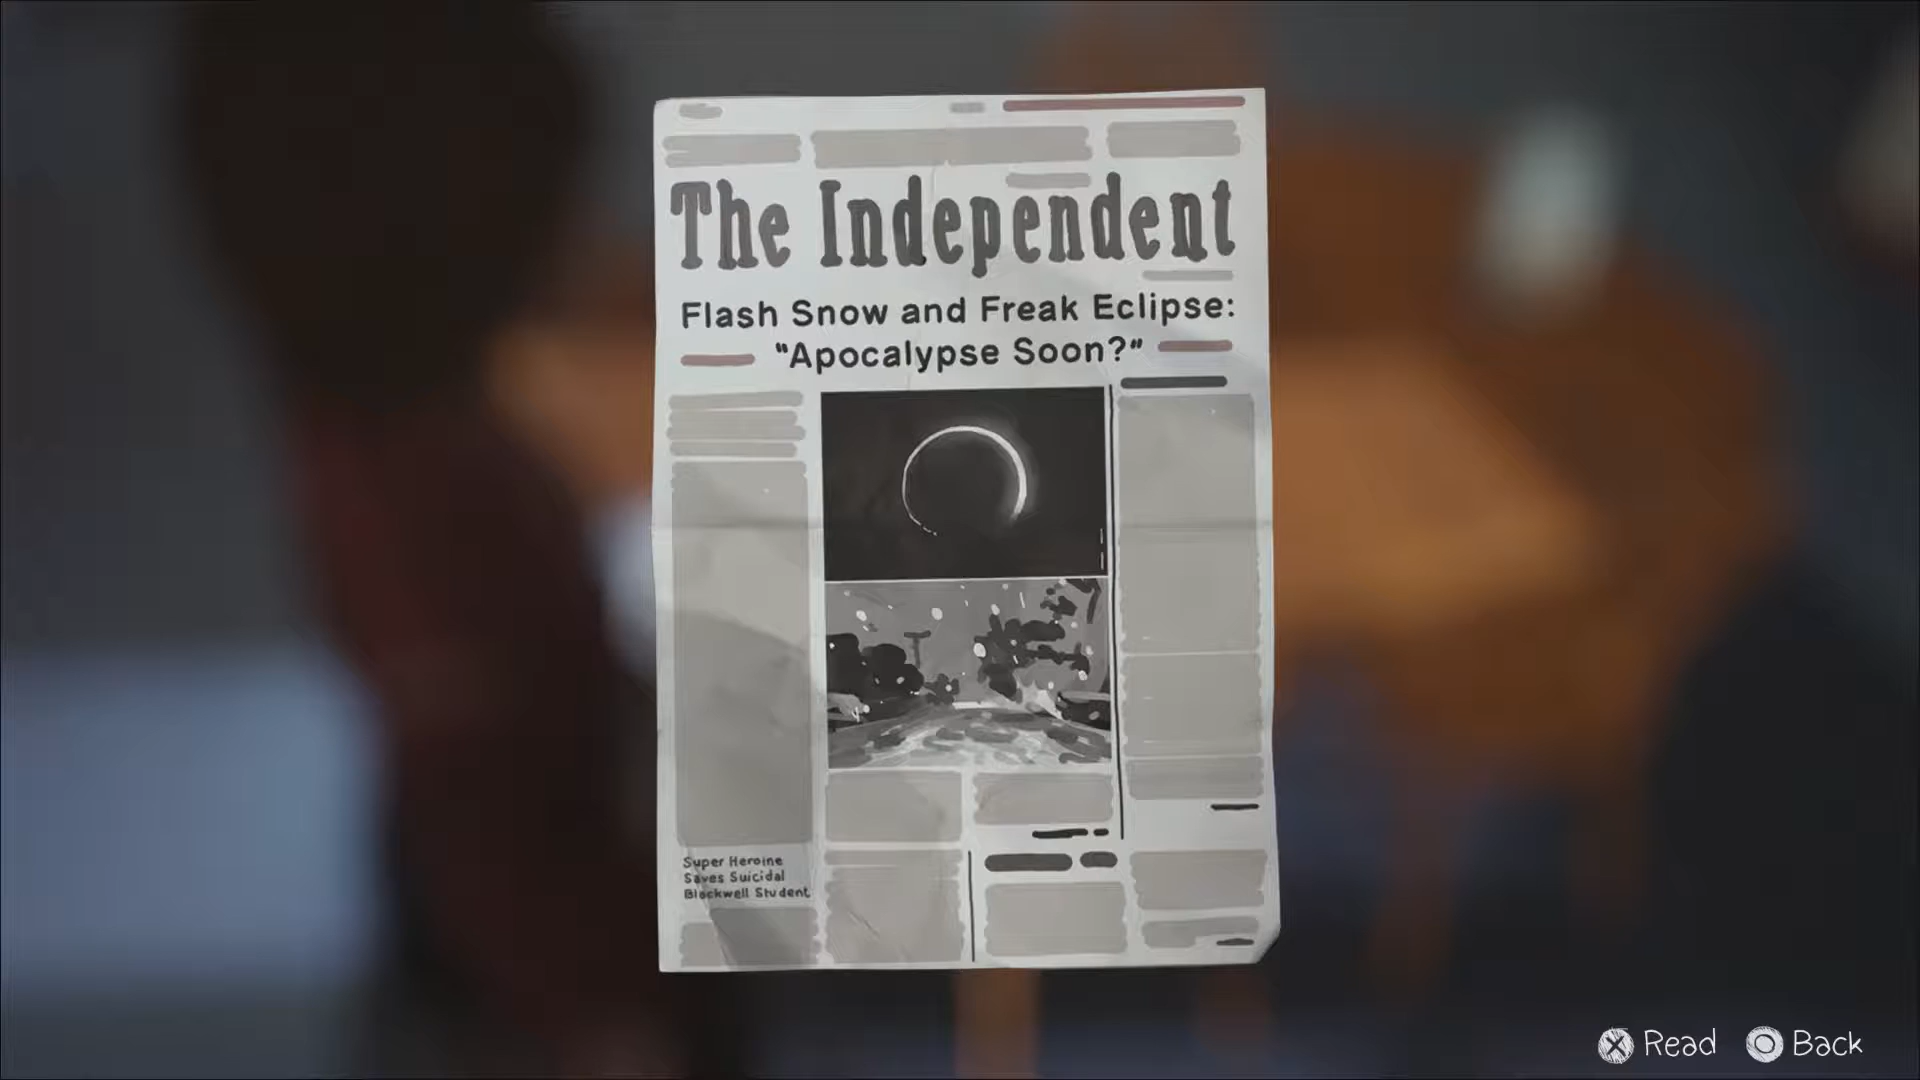 The Independent
Flash Snow and Freak Eclipse:
"Apocalypse Soon?"
Super Heroine
Saves Suicidal
Blackwell Student
Read
Back